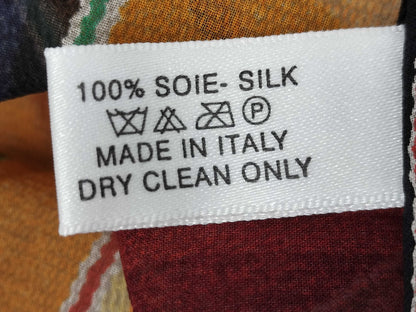 100% SOIE- SILK
P
MADE IN ITALY
DRY CLEAN ONLY